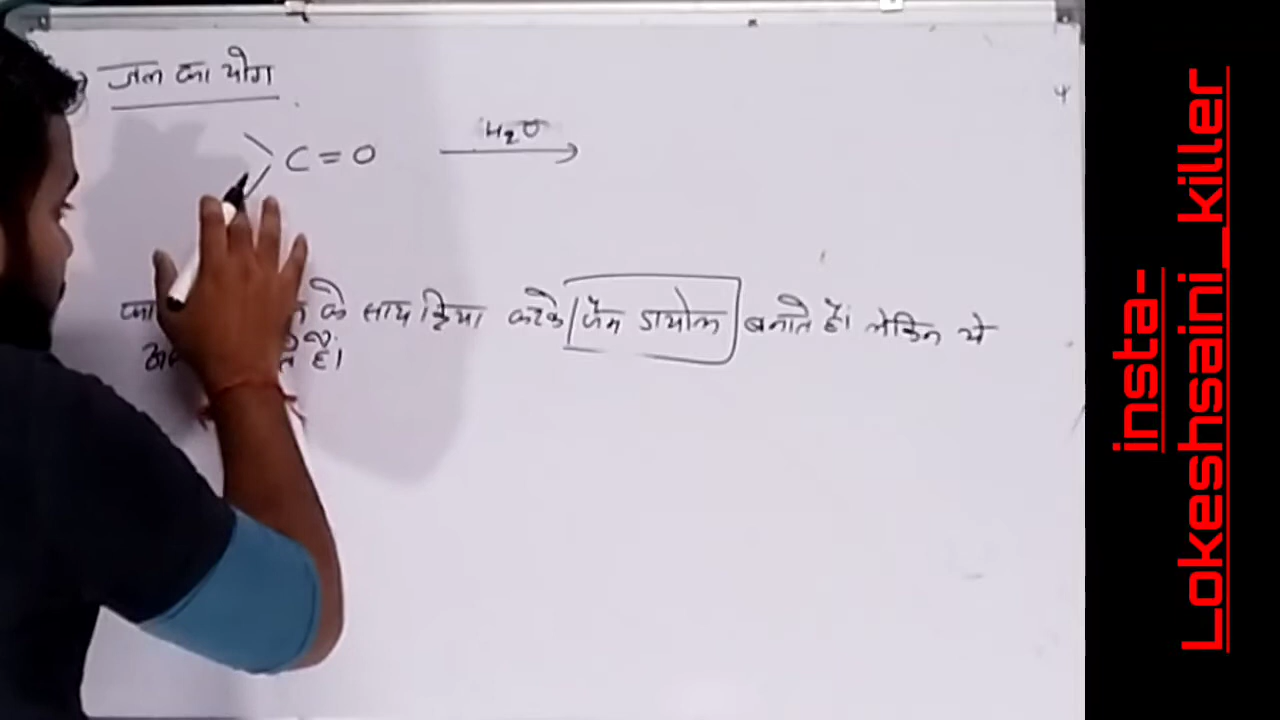 जल का योग
C = O
H₂O
के साथ क्रिया करके जैम डायोल बनाते हैं। लेकिन ये
है।
insta-
Lokeshsaini_killer